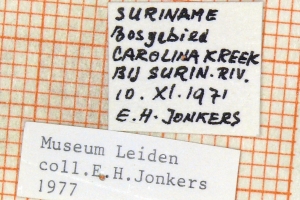 SURINAME
Bosgebied
CAROLINA KREEK
BIJ SURIN. RIV.
10. XI. 1971
E. H. JONKERS
Museum Leiden
coll.E.H.Jonkers
1977